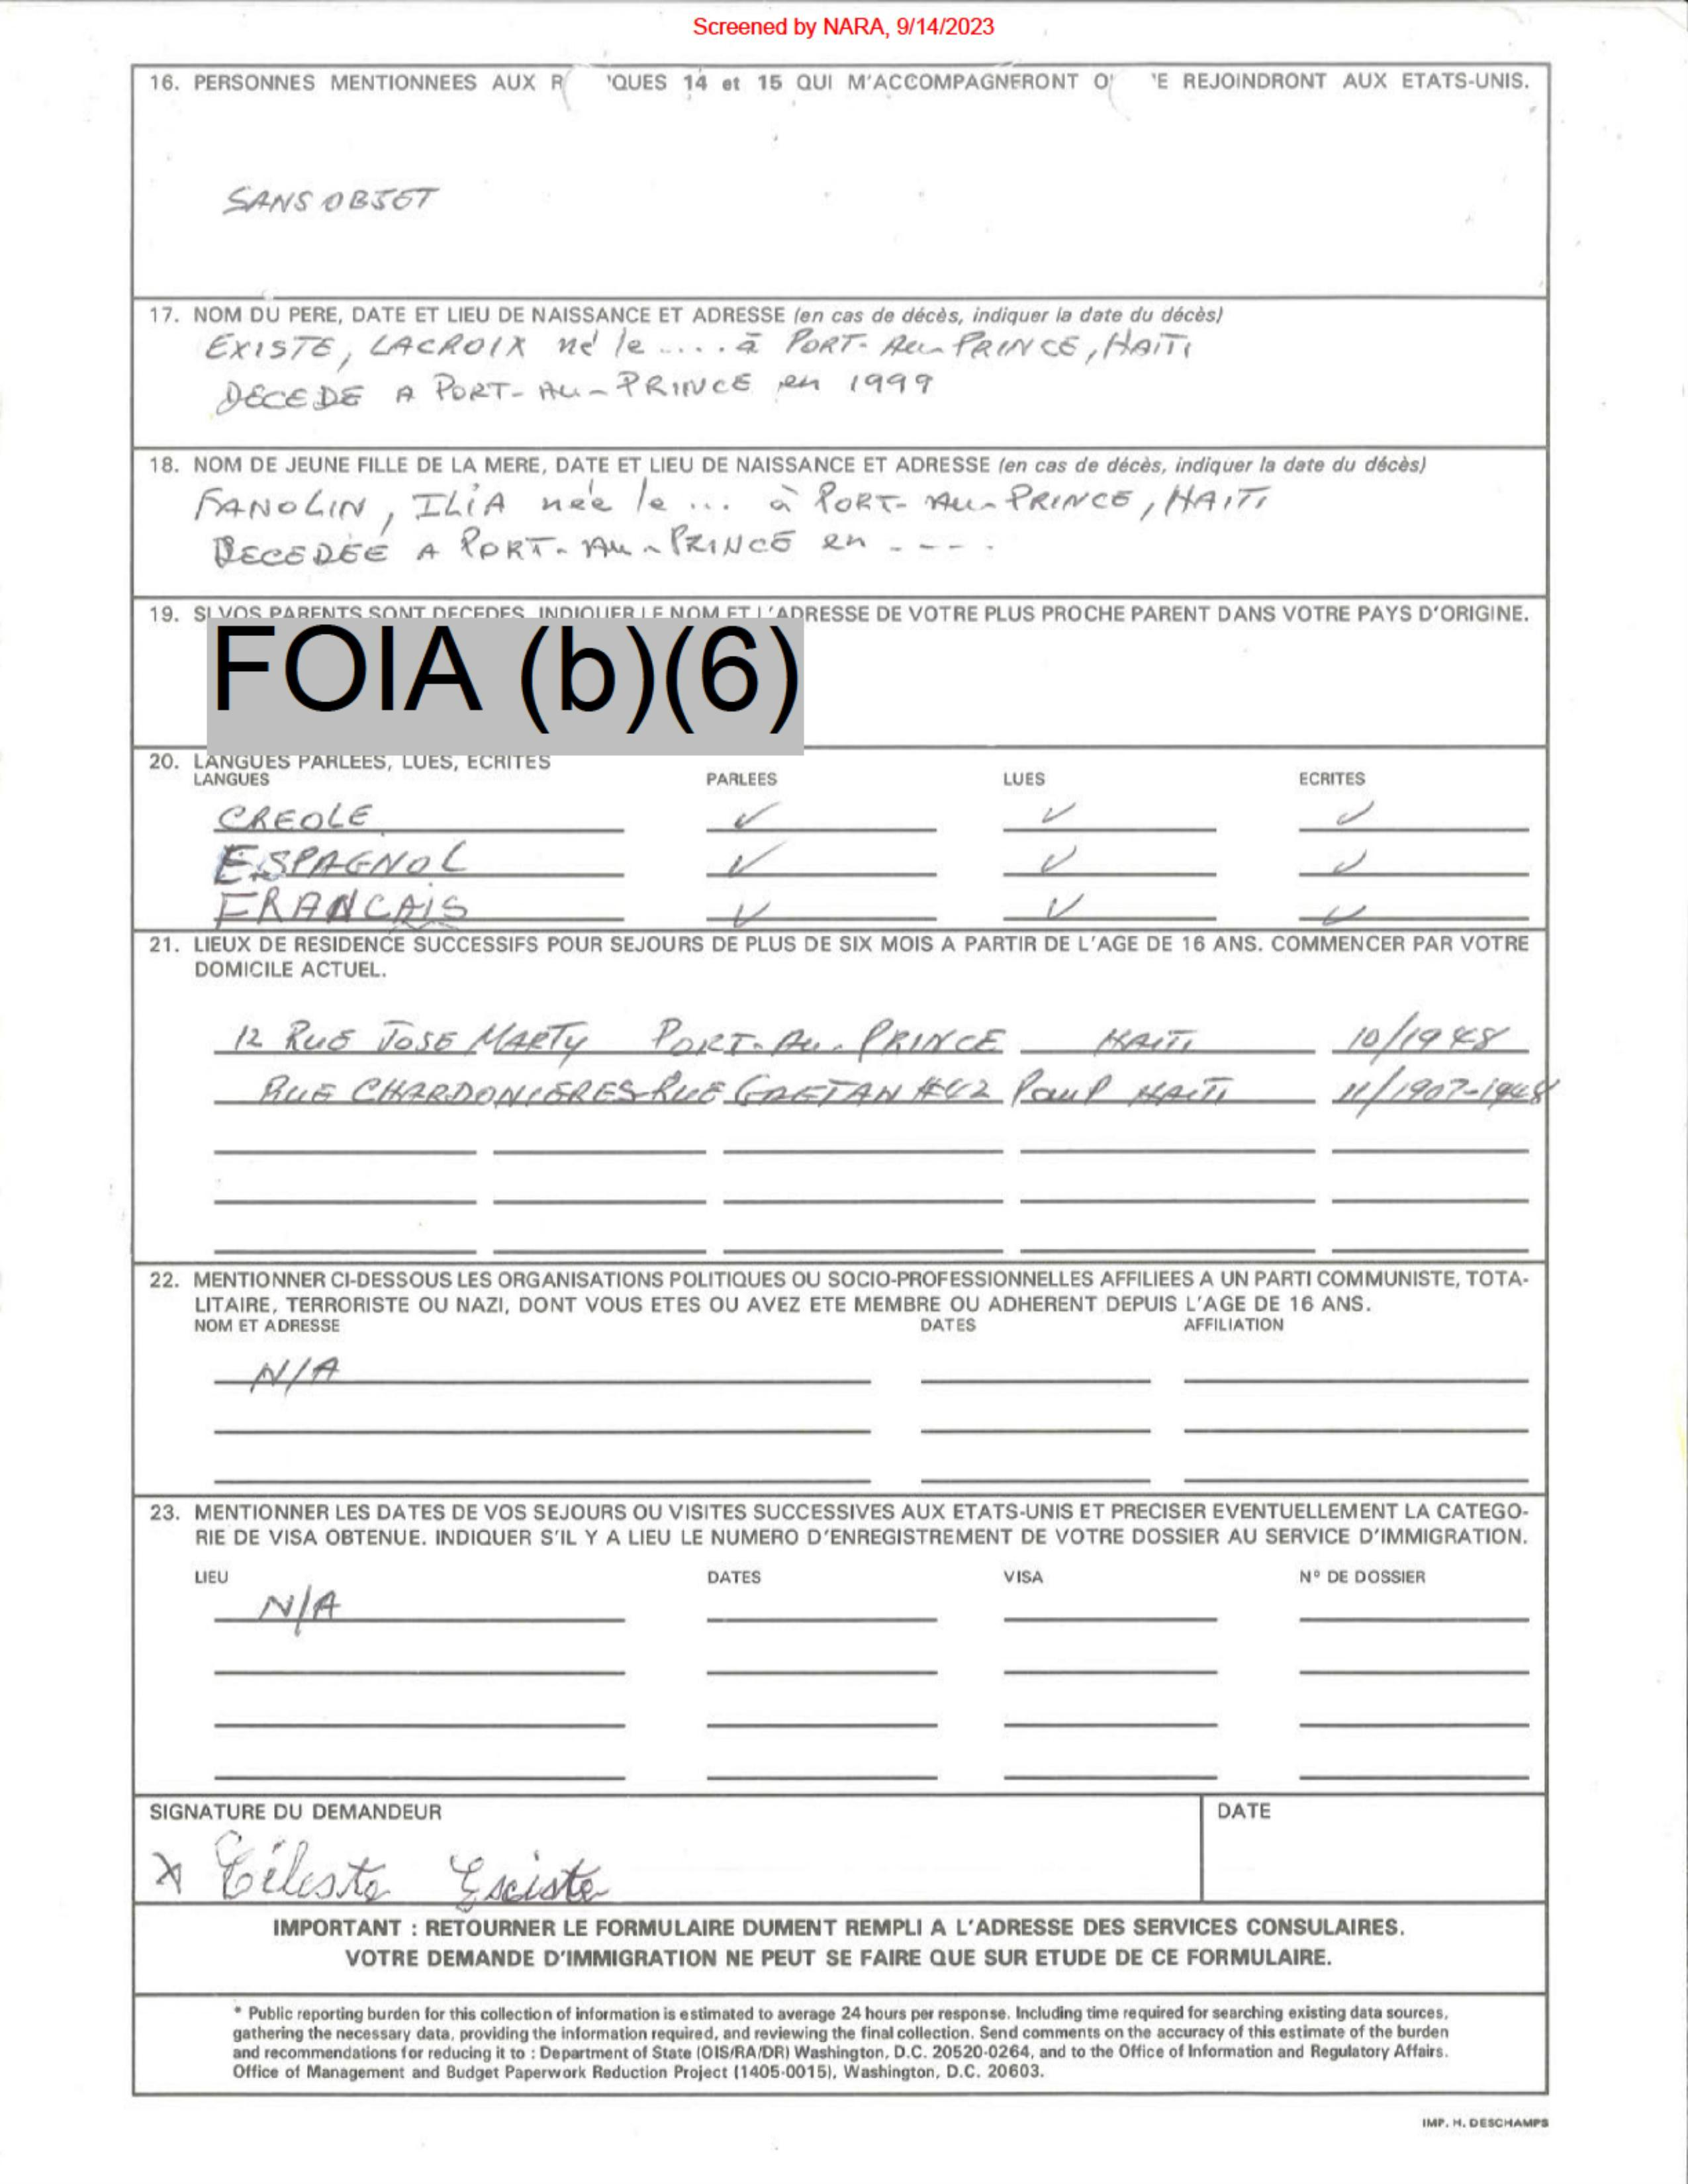 Screened by NARA, 9/14/2023
16. PERSONNES MENTIONNEES AUX R 'QUES 14 et 15 QUI M'ACCOMPAGNERONT O 'E REJOINDRONT AUX ETATS-UNIS.
SANS OBJET
17. NOM DU PERE, DATE ET LIEU DE NAISSANCE ET ADRESSE (en cas de décès, indiquer la date du décès)
EXISTE, LACROIX né le .... à PORT-AU-PRINCE, HAITI
DECEDE A PORT-AU-PRINCE en 1999
18. NOM DE JEUNE FILLE DE LA MERE, DATE ET LIEU DE NAISSANCE ET ADRESSE (en cas de décès, indiquer la date du décès)
FANOLIN, ILIA née le ... à PORT-AU-PRINCE, HAITI
DECEDÉE A PORT-AU-PRINCE en ----.
19. SI VOS PARENTS SONT DECEDES, INDIQUER LE NOM ET L'ADRESSE DE VOTRE PLUS PROCHE PARENT DANS VOTRE PAYS D'ORIGINE.
FOIA (b)(6)
20. LANGUES PARLEES, LUES, ECRITES
LANGUES PARLEES LUES ECRITES
CREOLE ✓ ✓ ✓
ESPAGNOL ✓ ✓ ✓
FRANCAIS ✓ ✓ ✓
21. LIEUX DE RESIDENCE SUCCESSIFS POUR SEJOURS DE PLUS DE SIX MOIS A PARTIR DE L'AGE DE 16 ANS. COMMENCER PAR VOTRE
DOMICILE ACTUEL.
12 RUE JOSE MARTY PORT-AU-PRINCE HAITI 10/1948
RUE CHARDONIERES-RUE GAETAN #42 PauP HAITI 11/1907-1948
22. MENTIONNER CI-DESSOUS LES ORGANISATIONS POLITIQUES OU SOCIO-PROFESSIONNELLES AFFILIEES A UN PARTI COMMUNISTE, TOTA-
LITAIRE, TERRORISTE OU NAZI, DONT VOUS ETES OU AVEZ ETE MEMBRE OU ADHERENT DEPUIS L'AGE DE 16 ANS.
NOM ET ADRESSE DATES AFFILIATION
N/A
23. MENTIONNER LES DATES DE VOS SEJOURS OU VISITES SUCCESSIVES AUX ETATS-UNIS ET PRECISER EVENTUELLEMENT LA CATEGO-
RIE DE VISA OBTENUE. INDIQUER S'IL Y A LIEU LE NUMERO D'ENREGISTREMENT DE VOTRE DOSSIER AU SERVICE D'IMMIGRATION.
LIEU DATES VISA Nº DE DOSSIER
N/A
SIGNATURE DU DEMANDEUR DATE
X Céleste Existe
IMPORTANT : RETOURNER LE FORMULAIRE DUMENT REMPLI A L'ADRESSE DES SERVICES CONSULAIRES.
VOTRE DEMANDE D'IMMIGRATION NE PEUT SE FAIRE QUE SUR ETUDE DE CE FORMULAIRE.
* Public reporting burden for this collection of information is estimated to average 24 hours per response. Including time required for searching existing data sources,
gathering the necessary data, providing the information required, and reviewing the final collection. Send comments on the accuracy of this estimate of the burden
and recommendations for reducing it to : Department of State (OIS/RA/DR) Washington, D.C. 20520-0264, and to the Office of Information and Regulatory Affairs.
Office of Management and Budget Paperwork Reduction Project (1405-0015), Washington, D.C. 20603.
IMP. H. DESCHAMPS